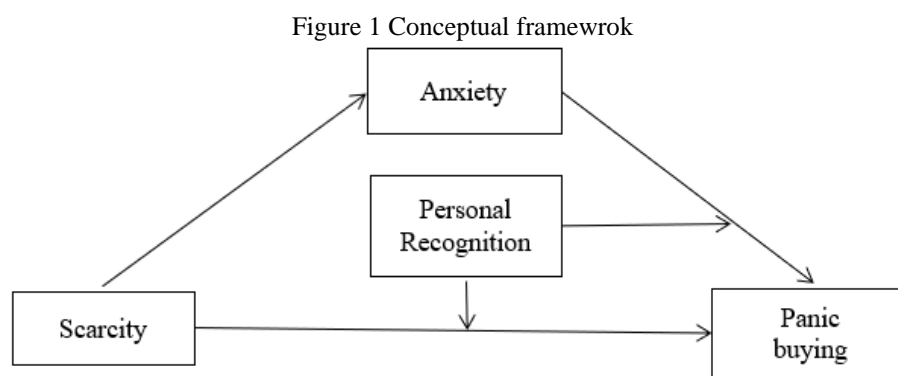 Figure 1 Conceptual framewrok
Anxiety
Personal
Recognition
Scarcity
Panic
buying